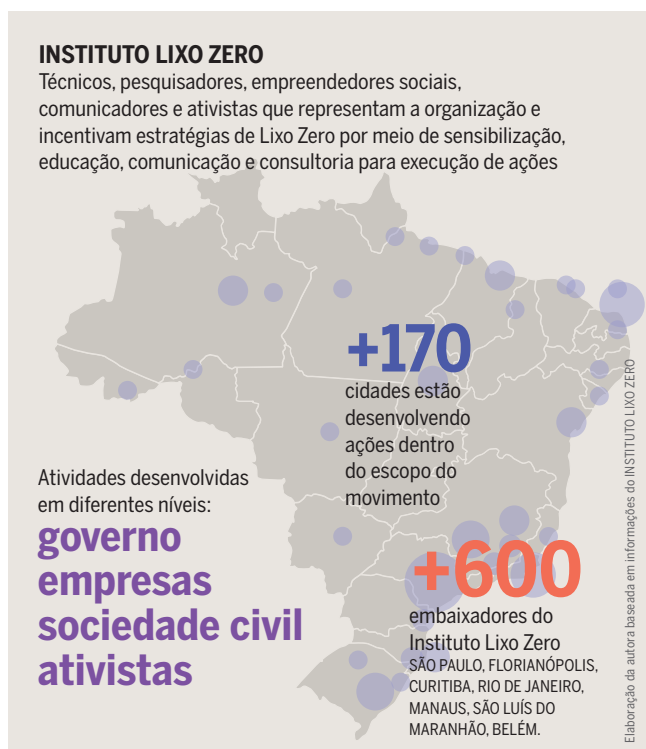 INSTITUTO LIXO ZERO
Técnicos, pesquisadores, empreendedores sociais,
comunicadores e ativistas que representam a organização e
incentivam estratégias de Lixo Zero por meio de sensibilização,
educação, comunicação e consultoria para execução de ações
+170
cidades estão
desenvolvendo
ações dentro
do escopo do
movimento
Atividades desenvolvidas
em diferentes níveis:
governo
empresas
sociedade civil
ativistas
+600
embaixadores do
Instituto Lixo Zero
SÃO PAULO, FLORIANÓPOLIS,
CURITIBA, RIO DE JANEIRO,
MANAUS, SÃO LUÍS DO
MARANHÃO, BELÉM.
Elaboração da autora baseada em informações do INSTITUTO LIXO ZERO